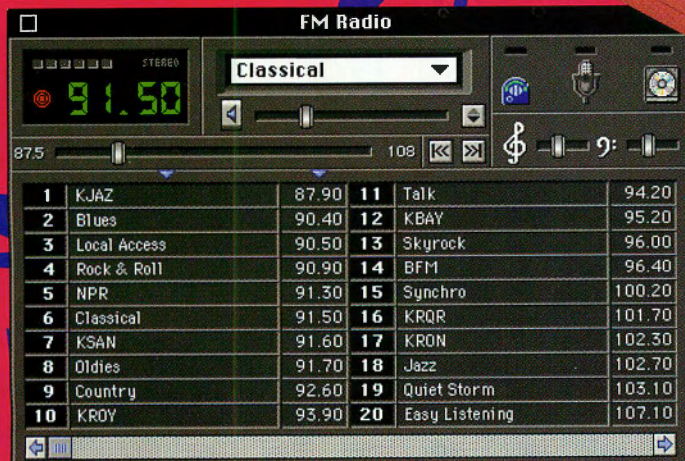 FM Radio
STEREO
91.50
Classical
87.5 108
1 KJAZ 87.90 11 Talk 94.20
2 Blues 90.40 12 KBAY 95.20
3 Local Access 90.50 13 Skyrock 96.00
4 Rock & Roll 90.90 14 BFM 96.40
5 NPR 91.30 15 Synchro 100.20
6 Classical 91.50 16 KRQR 101.70
7 KSAN 91.60 17 KRON 102.30
8 Oldies 91.70 18 Jazz 102.70
9 Country 92.60 19 Quiet Storm 103.10
10 KROY 93.90 20 Easy Listening 107.10